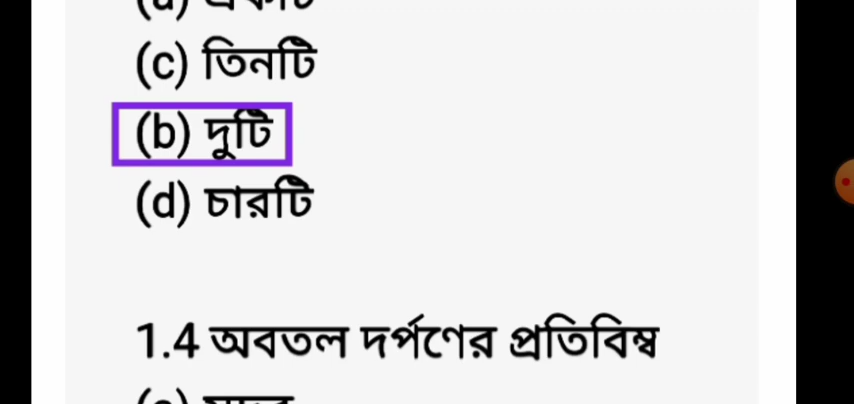 (c) তিনটি
(b) দুটি
(d) চারটি
1.4 অবতল দর্পণের প্রতিবিম্ব